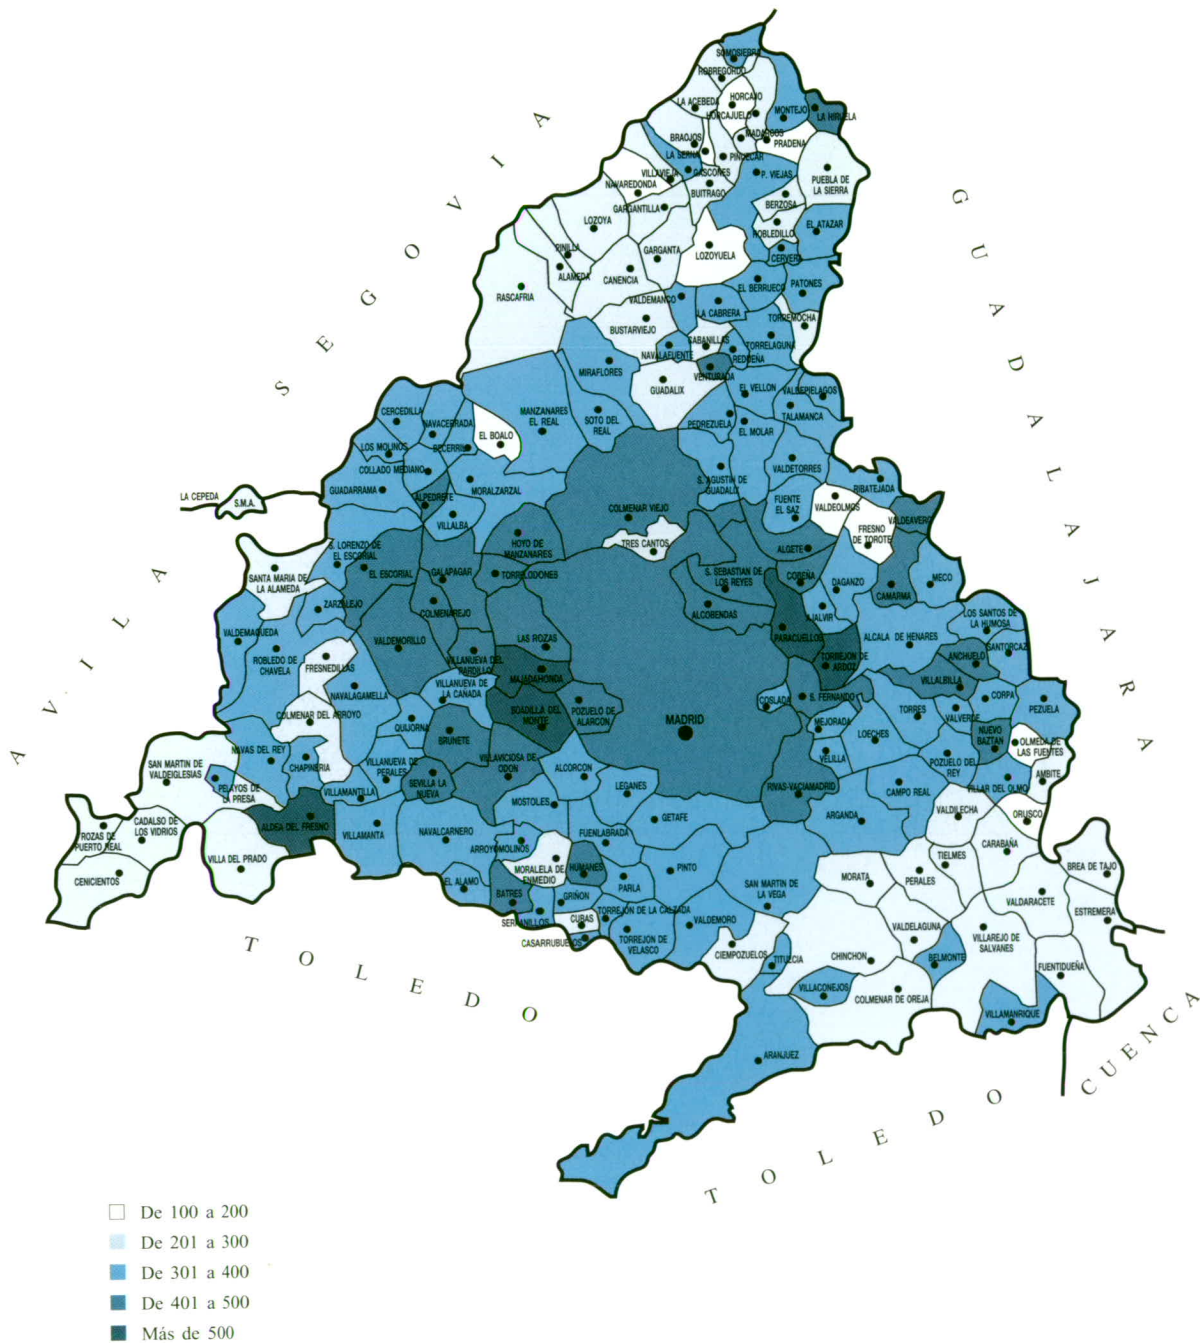 SEGOVIA
GUADALAJARA
AVILA
TOLEDO
TOLEDO
CUENCA
SOMOSIERRA
ROBREGORDO
LA ACEBEDA
HORCAJO
HORCAJUELO
MONTEJO
LA HIRUELA
BRAOJOS
MADARCOS
PRADENA
LA SERNA
PIÑUECAR
VILLAVIEJA
GASCONES
P. VIEJAS
PUEBLA DE
LA SIERRA
NAVAREDONDA
BUITRAGO
BERZOSA
GARGANTILLA
LOZOYA
ROBLEDILLO
EL ATAZAR
PINILLA
GARGANTA
LOZOYUELA
CERVERA
ALAMEDA
CANENCIA
EL BERRUECO
PATONES
RASCAFRIA
VALDEMANCO
LA CABRERA
TORREMOCHA
BUSTARVIEJO
CABANILLAS
TORRELAGUNA
NAVALAFUENTE
REDUEÑA
MIRAFLORES
VENTURADA
GUADALIX
EL VELLON
VALDEPIELAGOS
CERCEDILLA
MANZANARES
EL REAL
SOTO DEL
REAL
TALAMANCA
NAVACERRADA
PEDREZUELA
EL MOLAR
EL BOALO
LOS MOLINOS
BECERRIL
COLLADO MEDIANO
VALDETORRES
GUADARRAMA
MORALZARZAL
S. AGUSTIN DE
GUADALIX
RIBATEJADA
LA CEPEDA
S.M.A.
ALPEDRETE
FUENTE
EL SAZ
VALDEOLMOS
VILLALBA
COLMENAR VIEJO
VALDEAVERO
FRESNO
DE TOROTE
TRES CANTOS
HOYO DE
MANZANARES
S. LORENZO DE
EL ESCORIAL
ALGETE
EL ESCORIAL
GALAPAGAR
TORRELODONES
S. SEBASTIAN DE
LOS REYES
COBEÑA
DAGANZO
MECO
SANTA MARIA DE
LA ALAMEDA
CAMARMA
ZARZALEJO
COLMENAREJO
ALCOBENDAS
AJALVIR
LOS SANTOS DE
LA HUMOSA
VALDEMAQUEDA
VALDEMORILLO
LAS ROZAS
PARACUELLOS
ALCALA DE HENARES
ROBLEDO DE
CHAVELA
FRESNEDILLAS
VILLANUEVA DEL
PARDILLO
TORREJON DE
ARDOZ
ANCHUELO
SANTORCAZ
MAJADAHONDA
NAVALAGAMELLA
VILLANUEVA DE
LA CAÑADA
VILLALBILLA
COSLADA
S. FERNANDO
CORPA
PEZUELA
BOADILLA DEL
MONTE
POZUELO DE
ALARCON
COLMENAR DEL ARROYO
MADRID
TORRES
VALVERDE
QUIJORNA
MEJORADA
BRUNETE
LOECHES
NUEVO
BAZTAN
OLMEDA DE
LAS FUENTES
NAVAS DEL REY
VELILLA
CHAPINERIA
VILLANUEVA DE
PERALES
VILLAVICIOSA DE
ODON
ALCORCON
POZUELO DEL
REY
SAN MARTIN DE
VALDEIGLESIAS
AMBITE
PELAYOS DE
LA PRESA
SEVILLA LA
NUEVA
LEGANES
RIVAS-VACIAMADRID
CAMPO REAL
VILLAR DEL OLMO
VILLAMANTILLA
MOSTOLES
VALDILECHA
ORUSCO
CADALSO DE
LOS VIDRIOS
ALDEA DEL FRESNO
VILLAMANTA
GETAFE
ARGANDA
ROZAS DE
PUERTO REAL
NAVALCARNERO
FUENLABRADA
ARROYOMOLINOS
CARABAÑA
VILLA DEL PRADO
MORALELA DE
ENMEDIO
HUMANES
PINTO
TIELMES
BREA DE TAJO
CENICIENTOS
PERALES
MORATA
EL ALAMO
PARLA
SAN MARTIN DE
LA VEGA
BATRES
GRIÑON
VALDARACETE
SERRANILLOS
CUBAS
TORREJON DE LA CALZADA
VALDEMORO
ESTREMERA
CASARRUBUELOS
TORREJON DE
VELASCO
VALDELAGUNA
VILLAREJO DE
SALVANES
CIEMPOZUELOS
TITULCIA
CHINCHON
BELMONTE
FUENTIDUEÑA
VILLACONEJOS
COLMENAR DE OREJA
VILLAMANRIQUE
ARANJUEZ
De 100 a 200
De 201 a 300
De 301 a 400
De 401 a 500
Más de 500